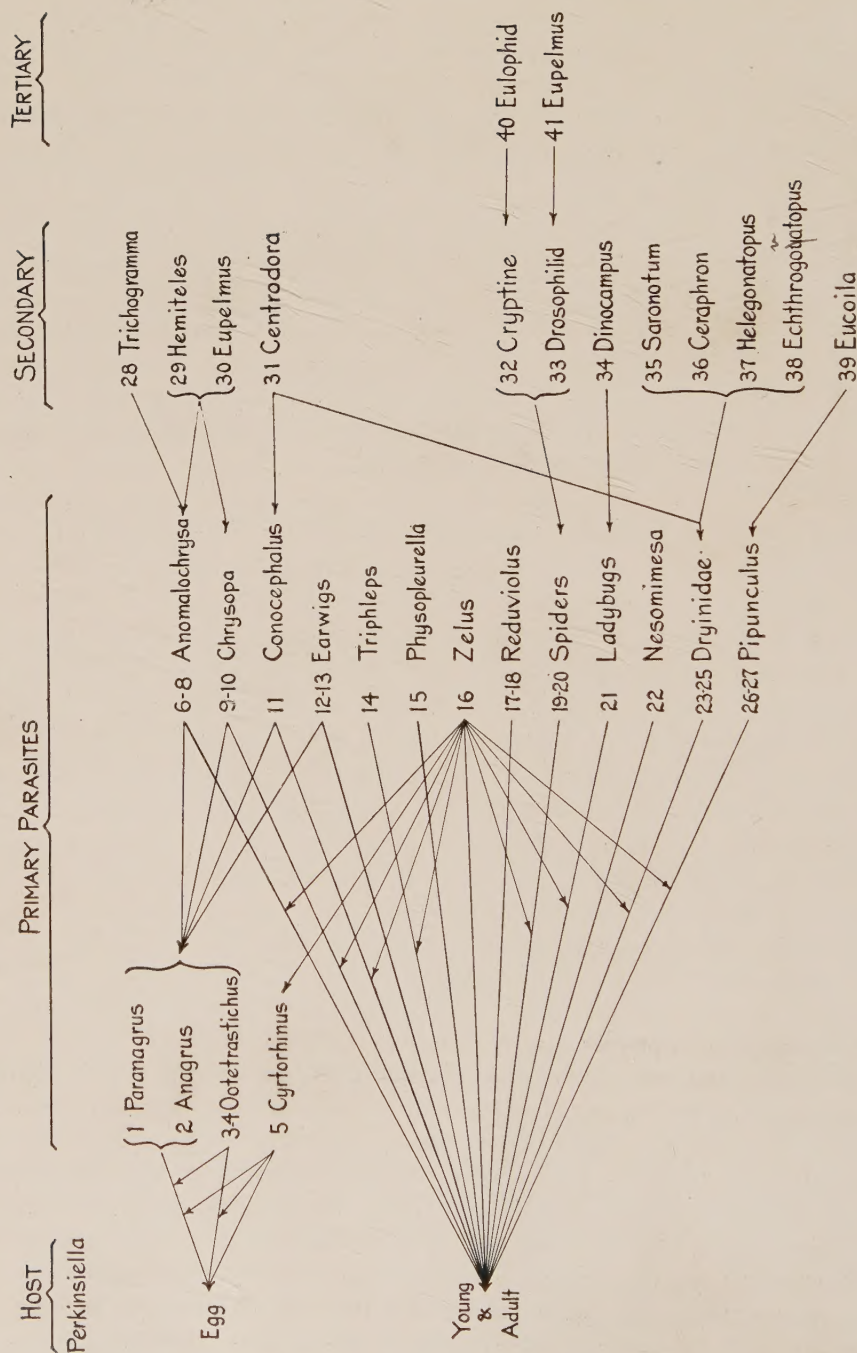 HOST
Perkinsiella
Egg
Young
&
Adult
PRIMARY PARASITES
1 Paranagrus
2 Anagrus
3-4 Ootetrastichus
5 Cyrtorhinus
6-8 Anomalochrysa
9-10 Chrysopa
11 Conocephalus
12-13 Earwigs
14 Triphleps
15 Physopleurella
16 Zelus
17-18 Reduviolus
19-20 Spiders
21 Ladybugs
22 Nesomimesa
23-25 Dryinidae
26-27 Pipunculus
SECONDARY
28 Trichogramma
29 Hemiteles
30 Eupelmus
31 Centrodora
32 Cryptine
33 Drosophilid
34 Dinocampus
35 Saronotum
36 Ceraphron
37 Helegonatopus
38
39 Eucoila
TERTIARY
40 Eulophid
41 Eupelmus